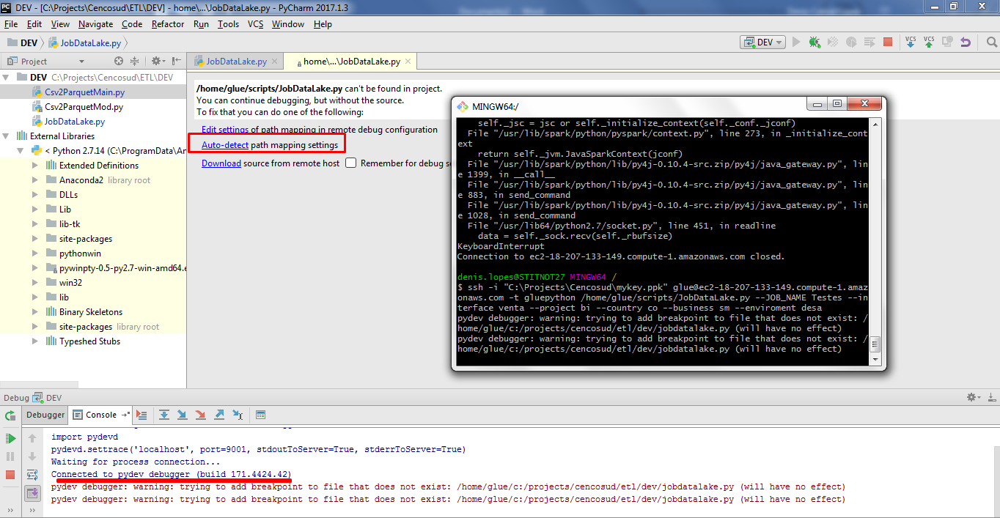 DEV - [C:\Projects\Cencosud\ETL\DEV] - home\...\JobDataLake.py - PyCharm 2017.1.3
File Edit View Navigate Code Refactor Run Tools VCS Window Help
DEV JobDataLake.py
DEV
VCS VCS
Project
JobDataLake.py
home\...\JobDataLake.py
DEV C:\Projects\Cencosud\ETL\DEV
Csv2ParquetMain.py
Csv2ParquetMod.py
JobDataLake.py
External Libraries
< Python 2.7.14 (C:\ProgramData\An
Extended Definitions
Anaconda2 library root
DLLs
Lib
lib-tk
site-packages
pythonwin
pywinpty-0.5-py2.7-win-amd64.e
win32
lib
Binary Skeletons
site-packages library root
Typeshed Stubs
/home/glue/scripts/JobDataLake.py can't be found in project.
You can continue debugging, but without the source.
To fix that you can do one of the following:
Edit settings of path mapping in remote debug configuration
Auto-detect path mapping settings
Download source from remote host Remember for debug s
MINGW64:/
self._jsc = jsc or self._initialize_context(self._conf._jconf)
File "/usr/lib/spark/python/pyspark/context.py", line 273, in _initialize_cont
ext
return self._jvm.JavaSparkContext(jconf)
File "/usr/lib/spark/python/lib/py4j-0.10.4-src.zip/py4j/java_gateway.py", lin
e 1399, in __call__
File "/usr/lib/spark/python/lib/py4j-0.10.4-src.zip/py4j/java_gateway.py", lin
e 883, in send_command
File "/usr/lib/spark/python/lib/py4j-0.10.4-src.zip/py4j/java_gateway.py", lin
e 1028, in send_command
File "/usr/lib64/python2.7/socket.py", line 451, in readline
data = self._sock.recv(self._rbufsize)
KeyboardInterrupt
Connection to ec2-18-207-133-149.compute-1.amazonaws.com closed.
denis.lopes@STITNOT27 MINGW64 /
$ ssh -i "C:\Projects\Cencosud\mykey.ppk" glue@ec2-18-207-133-149.compute-1.amaz
onaws.com -t gluepython /home/glue/scripts/JobDataLake.py --JOB_NAME Testes --in
terface venta --project bi --country co --business sm --enviroment desa
pydev debugger: warning: trying to add breakpoint to file that does not exist: /
home/glue/c:/projects/cencosud/etl/dev/jobdatalake.py (will have no effect)
pydev debugger: warning: trying to add breakpoint to file that does not exist: /
home/glue/c:/projects/cencosud/etl/dev/jobdatalake.py (will have no effect)
Debug DEV
Debugger Console
import pydevd
pydevd.settrace('localhost', port=9001, stdoutToServer=True, stderrToServer=True)
Waiting for process connection...
Connected to pydev debugger (build 171.4424.42)
pydev debugger: warning: trying to add breakpoint to file that does not exist: /home/glue/c:/projects/cencosud/etl/dev/jobdatalake.py (will have no effect)
pydev debugger: warning: trying to add breakpoint to file that does not exist: /home/glue/c:/projects/cencosud/etl/dev/jobdatalake.py (will have no effect)